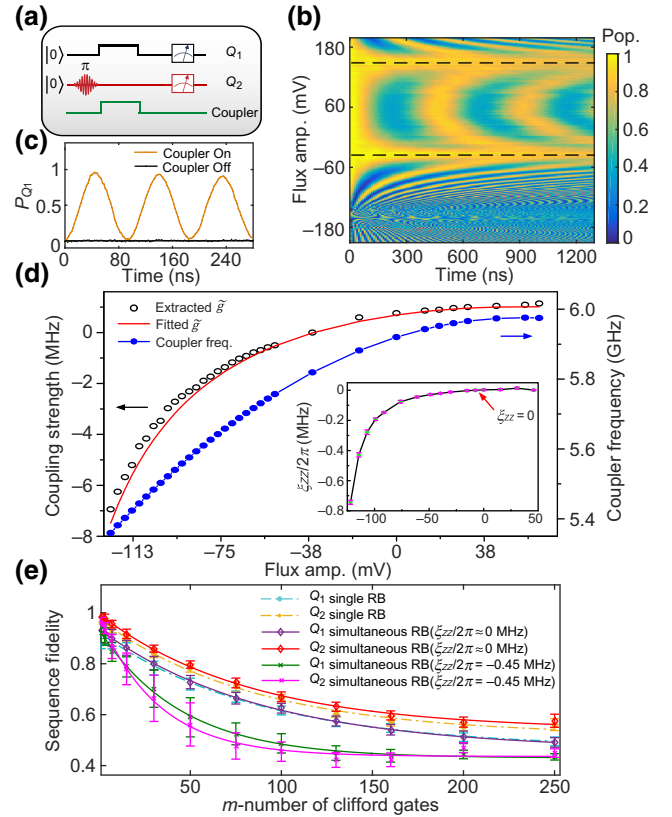 (a)
|0⟩
Q1
π
|0⟩
Q2
Coupler
(b)
Pop.
Flux amp. (mV)
180
60
−60
−180
0 300 600 900 1200
Time (ns)
1
0.8
0.6
0.4
0.2
0
(c)
Coupler On
Coupler Off
PQ1
1
0.5
0
0 80 160 240
Time (ns)
(d)
Extracted g̃
Fitted g̃
Coupler freq.
Coupling strength (MHz)
0
−2
−4
−6
−8
−113 −75 −38 0 38
Flux amp. (mV)
Coupler frequency (GHz)
6.0
5.8
5.6
5.4
ξZZ/2π (MHz)
0
−0.2
−0.4
−0.6
−0.8
−100 −50 0 50
ξZZ = 0
(e)
Q1 single RB
Q2 single RB
Q1 simultaneous RB(ξZZ/2π ≈ 0 MHz)
Q2 simultaneous RB(ξZZ/2π ≈ 0 MHz)
Q1 simultaneous RB(ξZZ/2π = −0.45 MHz)
Q2 simultaneous RB(ξZZ/2π = −0.45 MHz)
Sequence fidelity
1
0.8
0.6
0.4
50 100 150 200 250
m-number of clifford gates